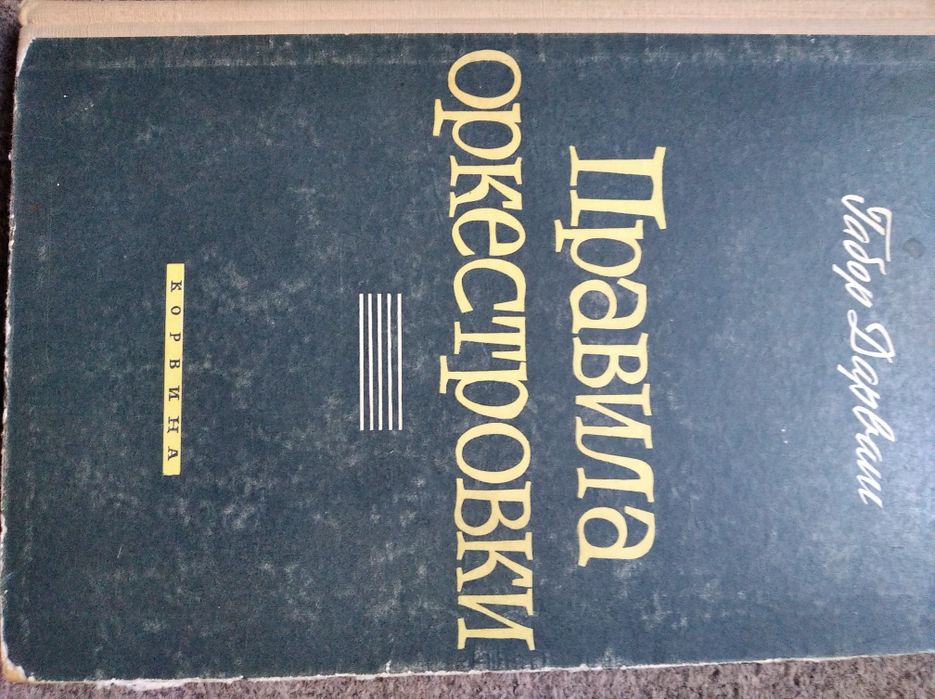 Габор Дарваш
Правила
оркестровки
КОРВИНА